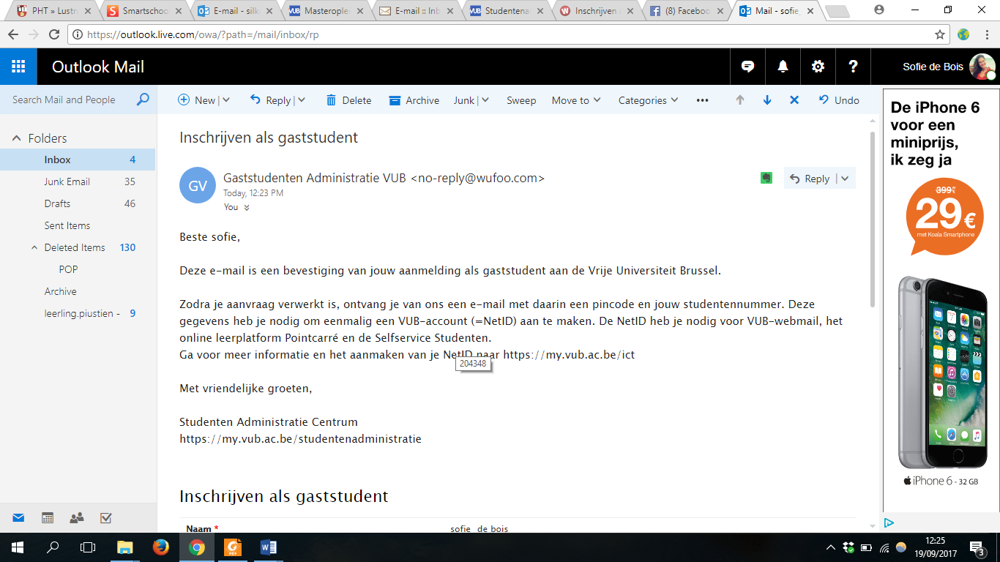 PHT » Lustr
Smartschoo
E-mail - silk
Masteroplei
E-mail :: Inb
Studentena
Inschrijven a
(8) Facebo
Mail - sofie_
https://outlook.live.com/owa/?path=/mail/inbox/rp
Outlook Mail
Sofie de Bois
Search Mail and People
New
Reply
Delete
Archive
Junk
Sweep
Move to
Categories
Undo
Folders
Inbox 4
Junk Email 35
Drafts 46
Sent Items
Deleted Items 130
POP
Archive
leerling.piustien - 9
Inschrijven als gaststudent
GV
Gaststudenten Administratie VUB <no-reply@wufoo.com>
Today, 12:23 PM
You
Reply
Beste sofie,
Deze e-mail is een bevestiging van jouw aanmelding als gaststudent aan de Vrije Universiteit Brussel.
Zodra je aanvraag verwerkt is, ontvang je van ons een e-mail met daarin een pincode en jouw studentennummer. Deze
gegevens heb je nodig om eenmalig een VUB-account (=NetID) aan te maken. De NetID heb je nodig voor VUB-webmail, het
online leerplatform Pointcarré en de Selfservice Studenten.
Ga voor meer informatie en het aanmaken van je NetID naar https://my.vub.ac.be/ict
204348
Met vriendelijke groeten,
Studenten Administratie Centrum
https://my.vub.ac.be/studentenadministratie
Inschrijven als gaststudent
Naam * sofie de bois
De iPhone 6
voor een
miniprijs,
ik zeg ja
399€
29€
met Koala Smartphone
iPhone 6 - 32 GB
12:25
19/09/2017
3